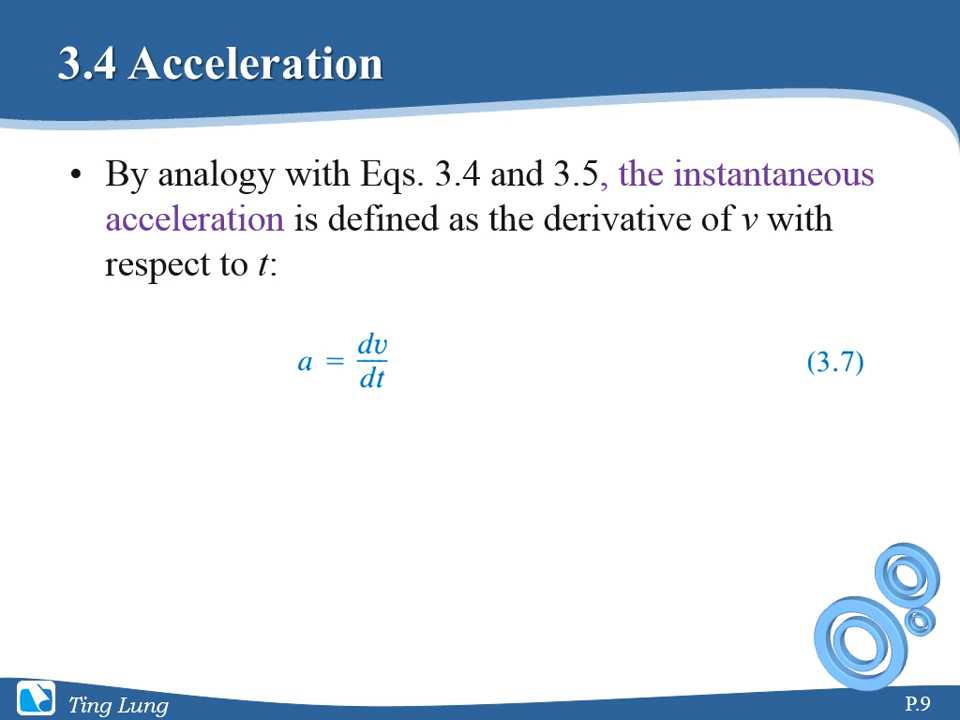 3.4 Acceleration
• By analogy with Eqs. 3.4 and 3.5, the instantaneous
acceleration is defined as the derivative of v with
respect to t:
a = dv/dt (3.7)
Ting Lung
P.9